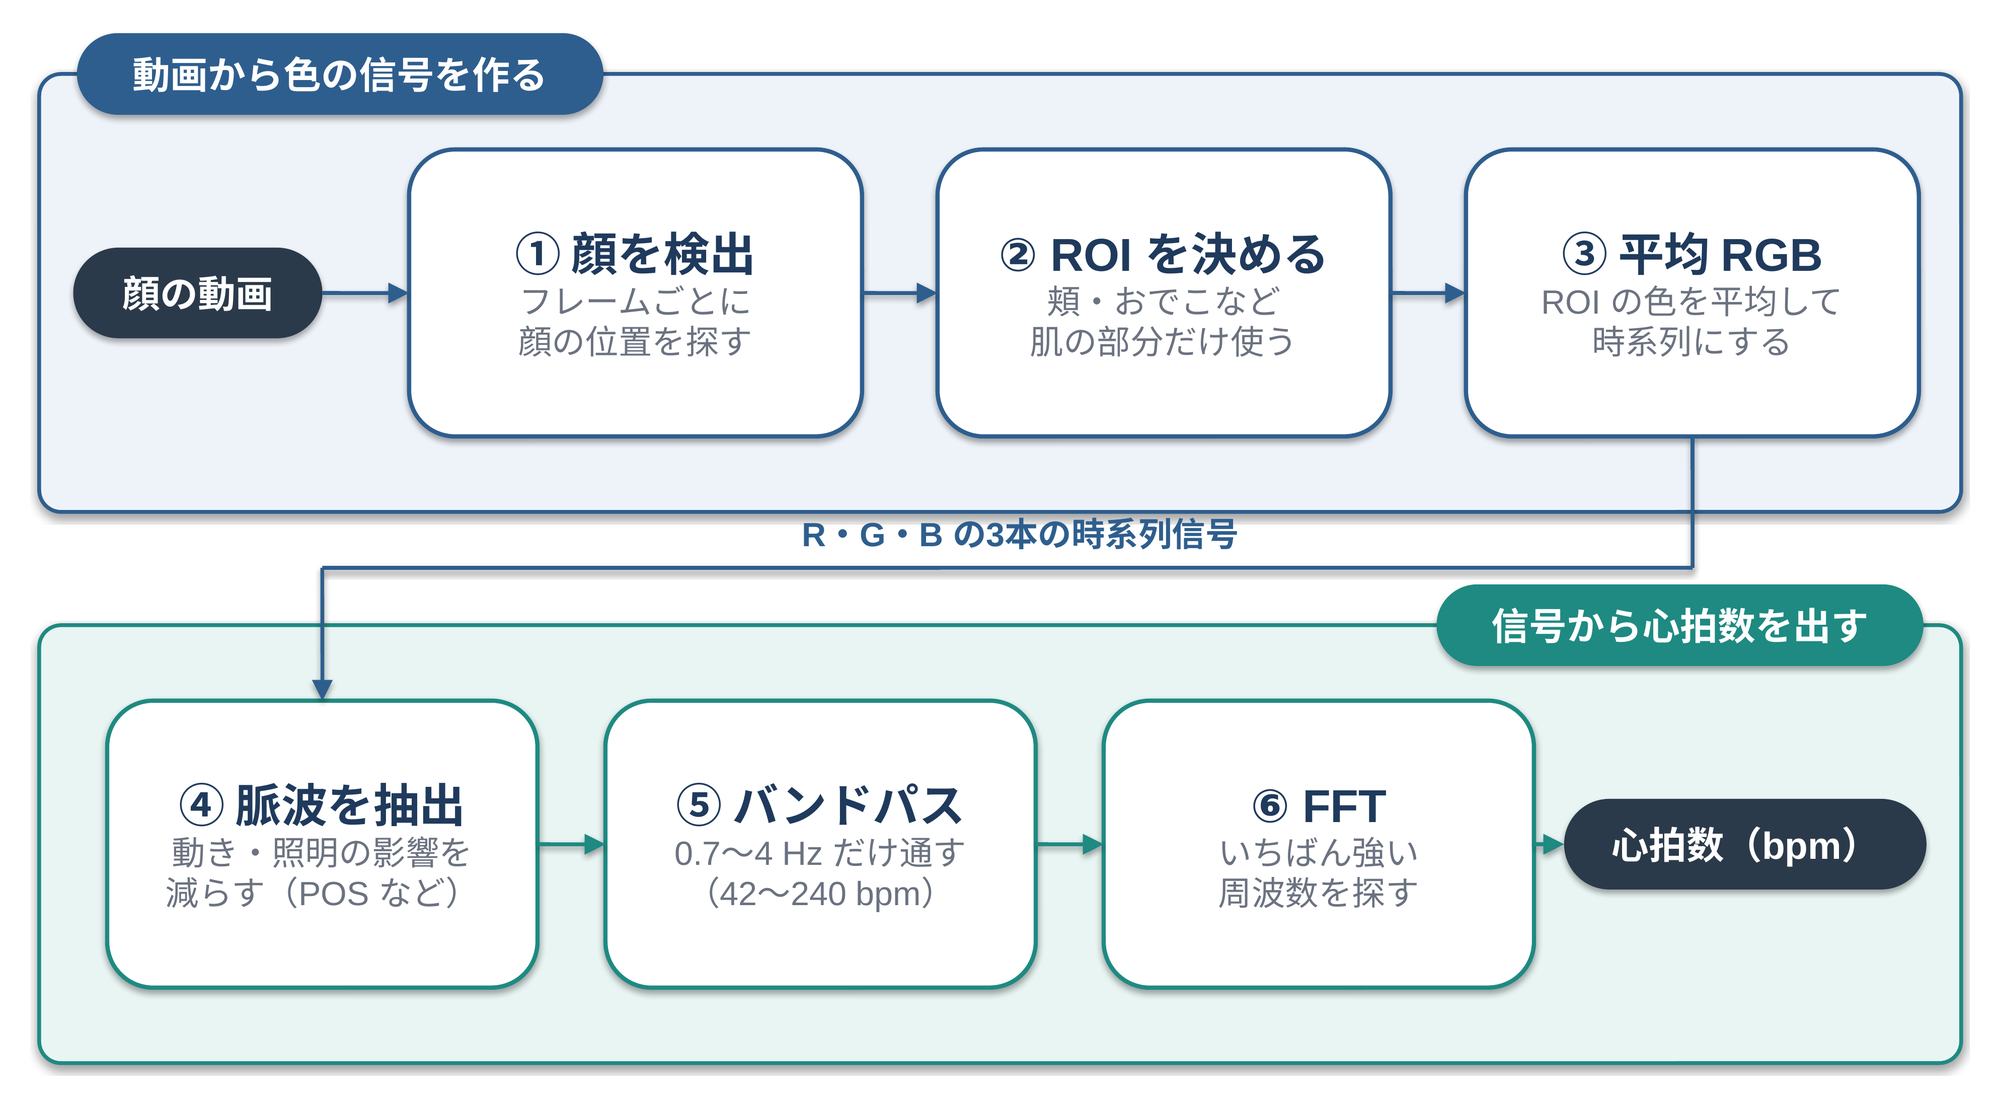 動画から色の信号を作る
顔の動画
① 顔を検出
フレームごとに
顔の位置を探す
② ROI を決める
頬・おでこなど
肌の部分だけ使う
③ 平均 RGB
ROI の色を平均して
時系列にする
R・G・B の3本の時系列信号
信号から心拍数を出す
④ 脈波を抽出
動き・照明の影響を
減らす（POS など）
⑤ バンドパス
0.7〜4 Hz だけ通す
（42〜240 bpm）
⑥ FFT
いちばん強い
周波数を探す
心拍数（bpm）